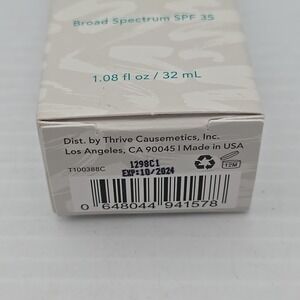 Broad Spectrum SPF 35
1.08 fl oz / 32 mL
Dist. by Thrive Causemetics, Inc.
Los Angeles, CA 90045 I Made in USA
T100388C
1298C1
EXP:10/2024
12M
0 648044 941578